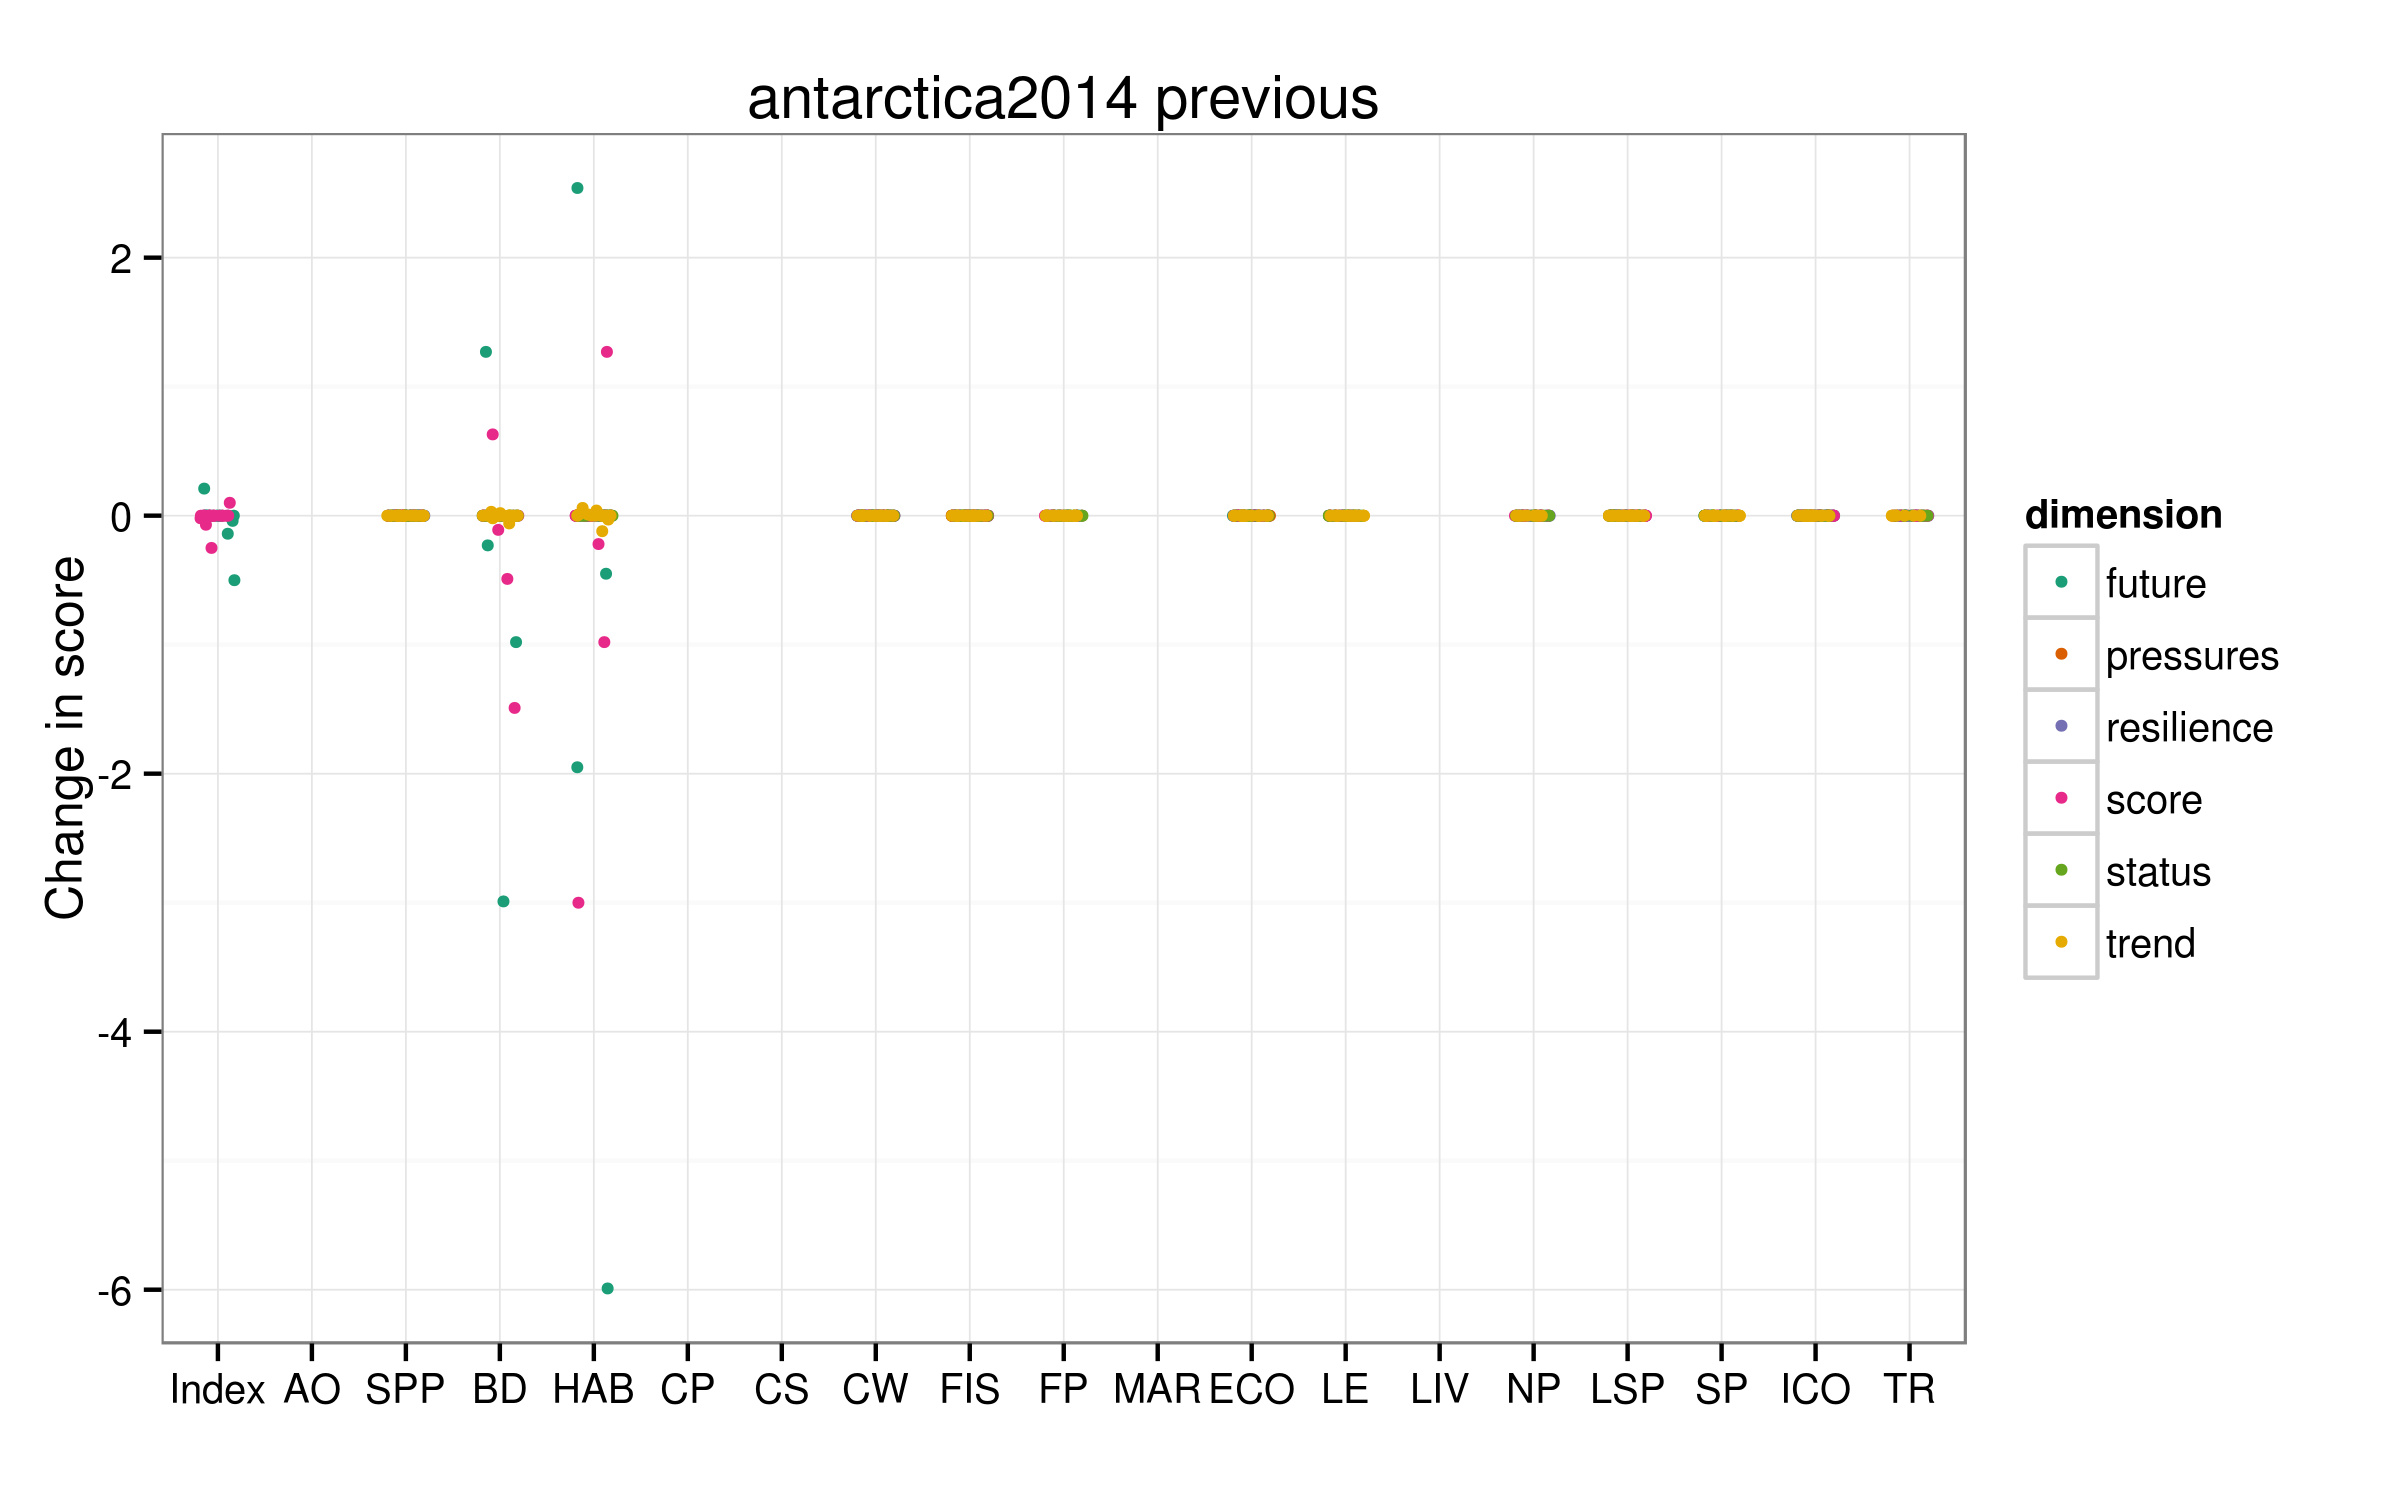 antarctica2014 previous
Change in score
2
0
-2
-4
-6
Index AO SPP BD HAB CP CS CW FIS FP MAR ECO LE LIV NP LSP SP ICO TR
dimension
future
pressures
resilience
score
status
trend